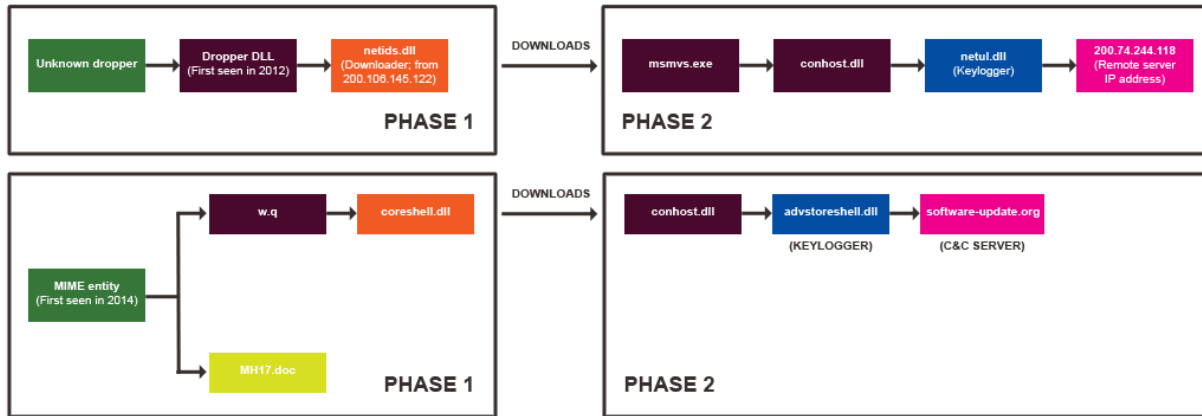 Unknown dropper
Dropper DLL
(First seen in 2012)
netids.dll
(Downloader; from
200.106.145.122)
PHASE 1
DOWNLOADS
msmvs.exe
conhost.dll
netul.dll
(Keylogger)
200.74.244.118
(Remote server
IP address)
PHASE 2
MIME entity
(First seen in 2014)
w.q
coreshell.dll
MH17.doc
PHASE 1
DOWNLOADS
conhost.dll
advstoreshell.dll
(KEYLOGGER)
software-update.org
(C&C SERVER)
PHASE 2